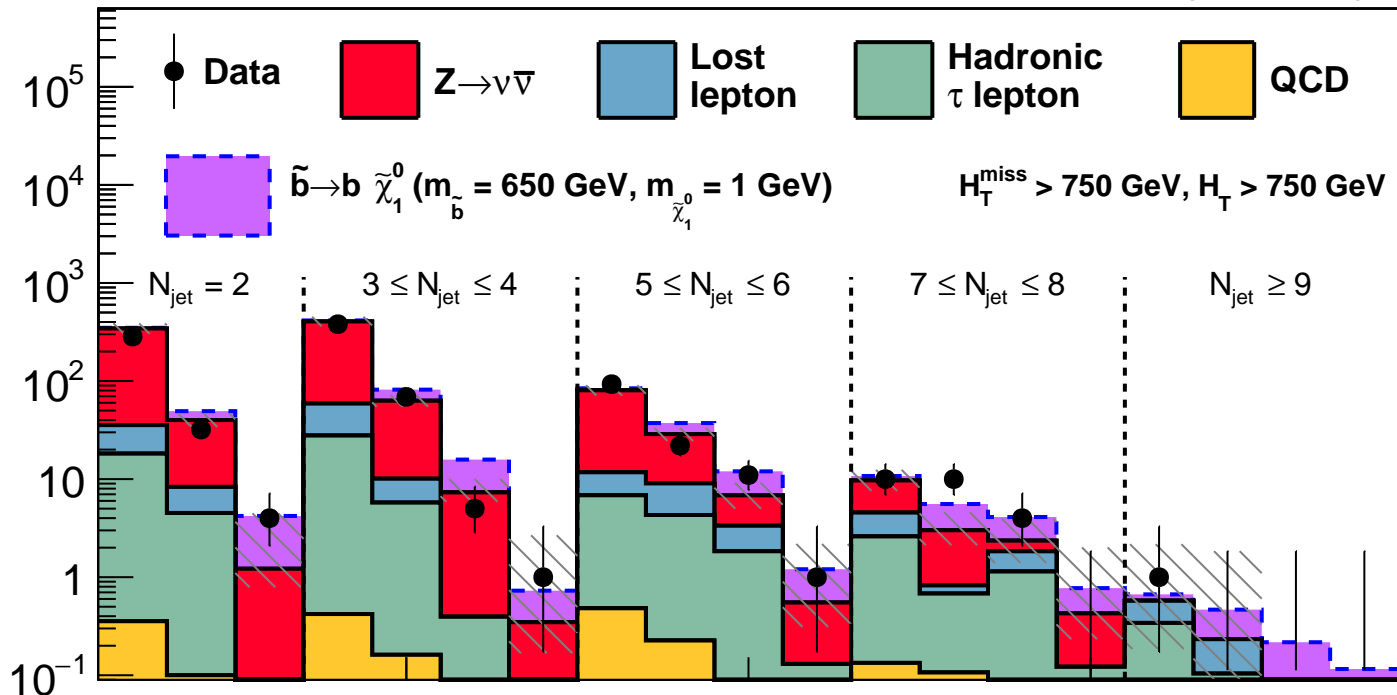 Data
Z→νν̅
Lost
lepton
Hadronic
τ lepton
QCD
b̃→b χ̃₁⁰ (m_b̃ = 650 GeV, m_χ̃₁⁰ = 1 GeV)
H_T^miss > 750 GeV, H_T > 750 GeV
N_jet = 2
3 ≤ N_jet ≤ 4
5 ≤ N_jet ≤ 6
7 ≤ N_jet ≤ 8
N_jet ≥ 9
10⁵
10⁴
10³
10²
10
1
10⁻¹